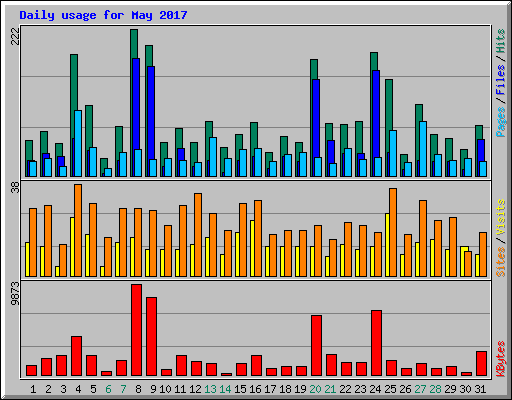 Daily usage for May 2017
222
Pages / Files / Hits
38
Sites / Visits
9873
KBytes
1 2 3 4 5 6 7 8 9 10 11 12 13 14 15 16 17 18 19 20 21 22 23 24 25 26 27 28 29 30 31